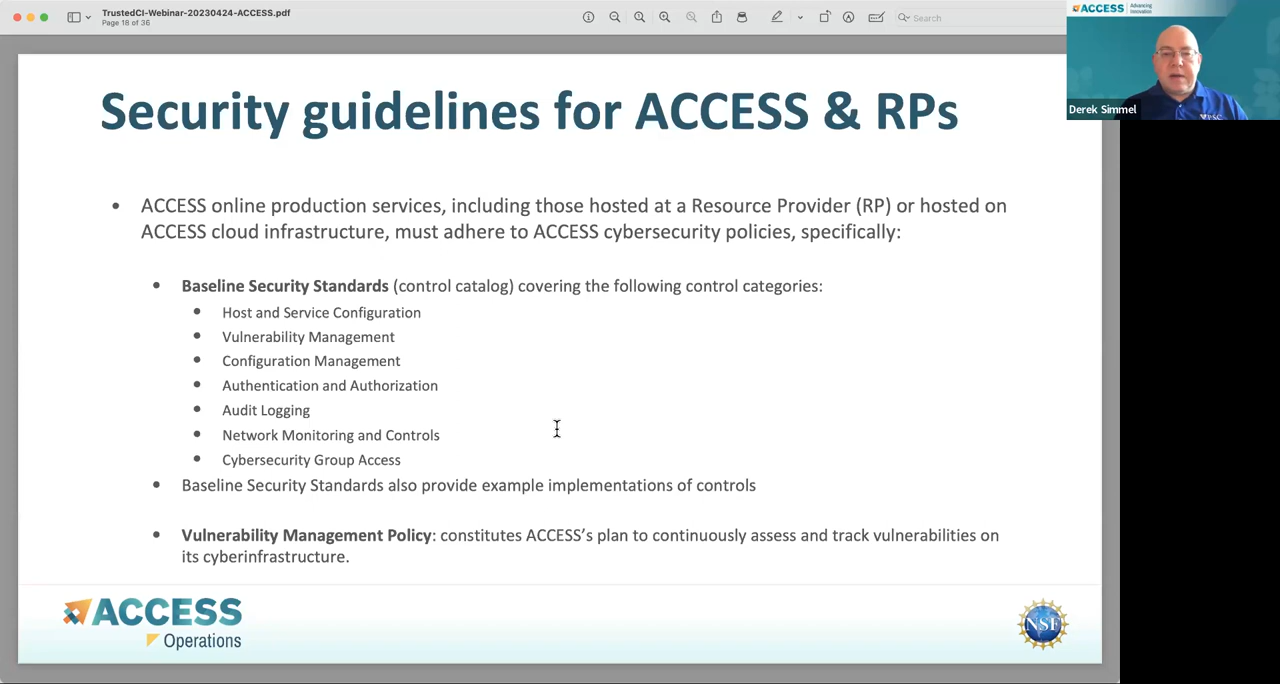 TrustedCI-Webinar-20230424-ACCESS.pdf
Page 18 of 36
Search
ACCESS
Advancing
Innovation
Derek Simmel
PSC
Security guidelines for ACCESS & RPs
• ACCESS online production services, including those hosted at a Resource Provider (RP) or hosted on
ACCESS cloud infrastructure, must adhere to ACCESS cybersecurity policies, specifically:
• Baseline Security Standards (control catalog) covering the following control categories:
• Host and Service Configuration
• Vulnerability Management
• Configuration Management
• Authentication and Authorization
• Audit Logging
• Network Monitoring and Controls
• Cybersecurity Group Access
• Baseline Security Standards also provide example implementations of controls
• Vulnerability Management Policy: constitutes ACCESS’s plan to continuously assess and track vulnerabilities on
its cyberinfrastructure.
ACCESS
Operations
NSF